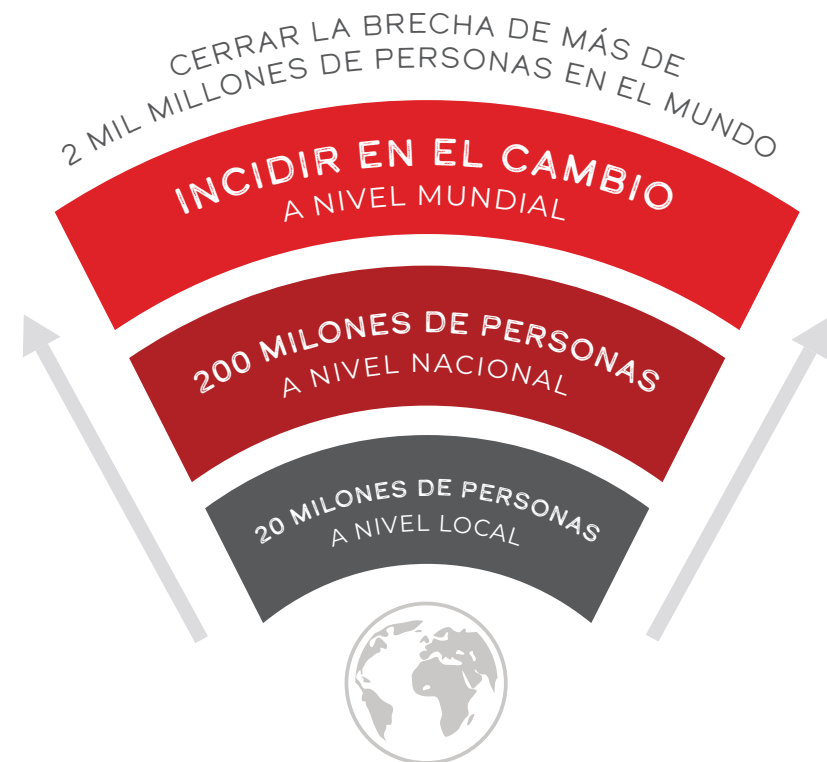 CERRAR LA BRECHA DE MÁS DE
2 MIL MILLONES DE PERSONAS EN EL MUNDO
INCIDIR EN EL CAMBIO
A NIVEL MUNDIAL
200 MILONES DE PERSONAS
A NIVEL NACIONAL
20 MILONES DE PERSONAS
A NIVEL LOCAL